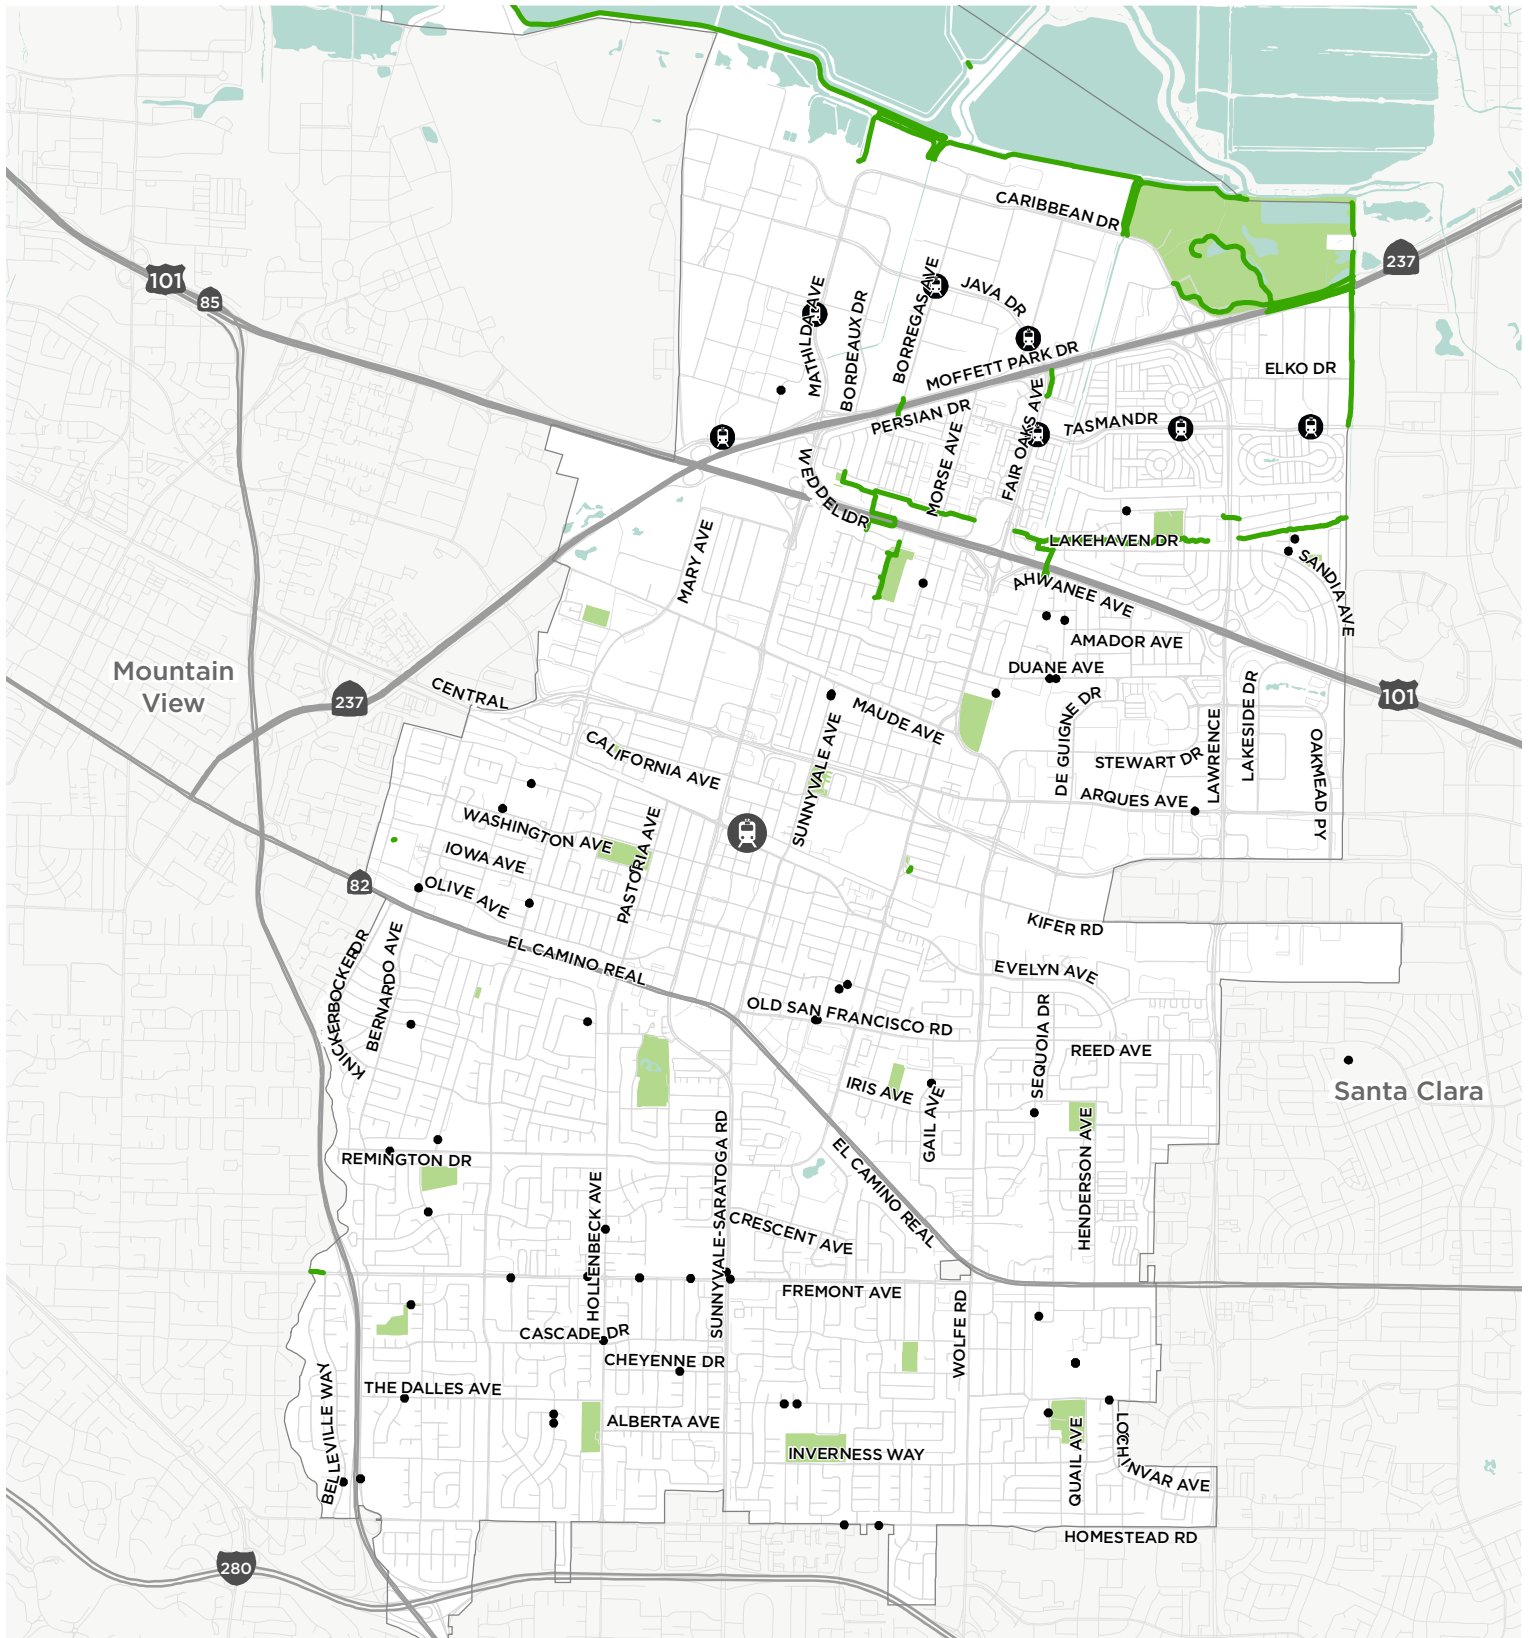 CARIBBEAN DR
237
101
85
MATHILDA AVE
BORDEAUX DR
BORREGAS AVE
JAVA DR
MOFFETT PARK DR
ELKO DR
PERSIAN DR
MORSE AVE
FAIR OAKS AVE
TASMANDR
WEDDELL DR
LAKEHAVEN DR
SANDIA AVE
MARY AVE
AHWANEE AVE
AMADOR AVE
DUANE AVE
Mountain
View
237
CENTRAL
MAUDE AVE
SUNNYVALE AVE
DE GUIGNE DR
LAWRENCE
LAKESIDE DR
101
CALIFORNIA AVE
STEWART DR
OAKMEAD PY
ARQUES AVE
WASHINGTON AVE
IOWA AVE
PASTORIA AVE
82
OLIVE AVE
KIFER RD
EL CAMINO REAL
KNICKERBOCKER DR
BERNARDO AVE
EVELYN AVE
OLD SAN FRANCISCO RD
SEQUOIA DR
REED AVE
IRIS AVE
GAIL AVE
Santa Clara
HENDERSON AVE
REMINGTON DR
EL CAMINO REAL
HOLLENBECK AVE
SUNNYVALE-SARATOGA RD
CRESCENT AVE
FREMONT AVE
WOLFE RD
CASCADE DR
CHEYENNE DR
THE DALLES AVE
BELLEVILLE WAY
ALBERTA AVE
INVERNESS WAY
QUAIL AVE
LOCHINVAR AVE
HOMESTEAD RD
280